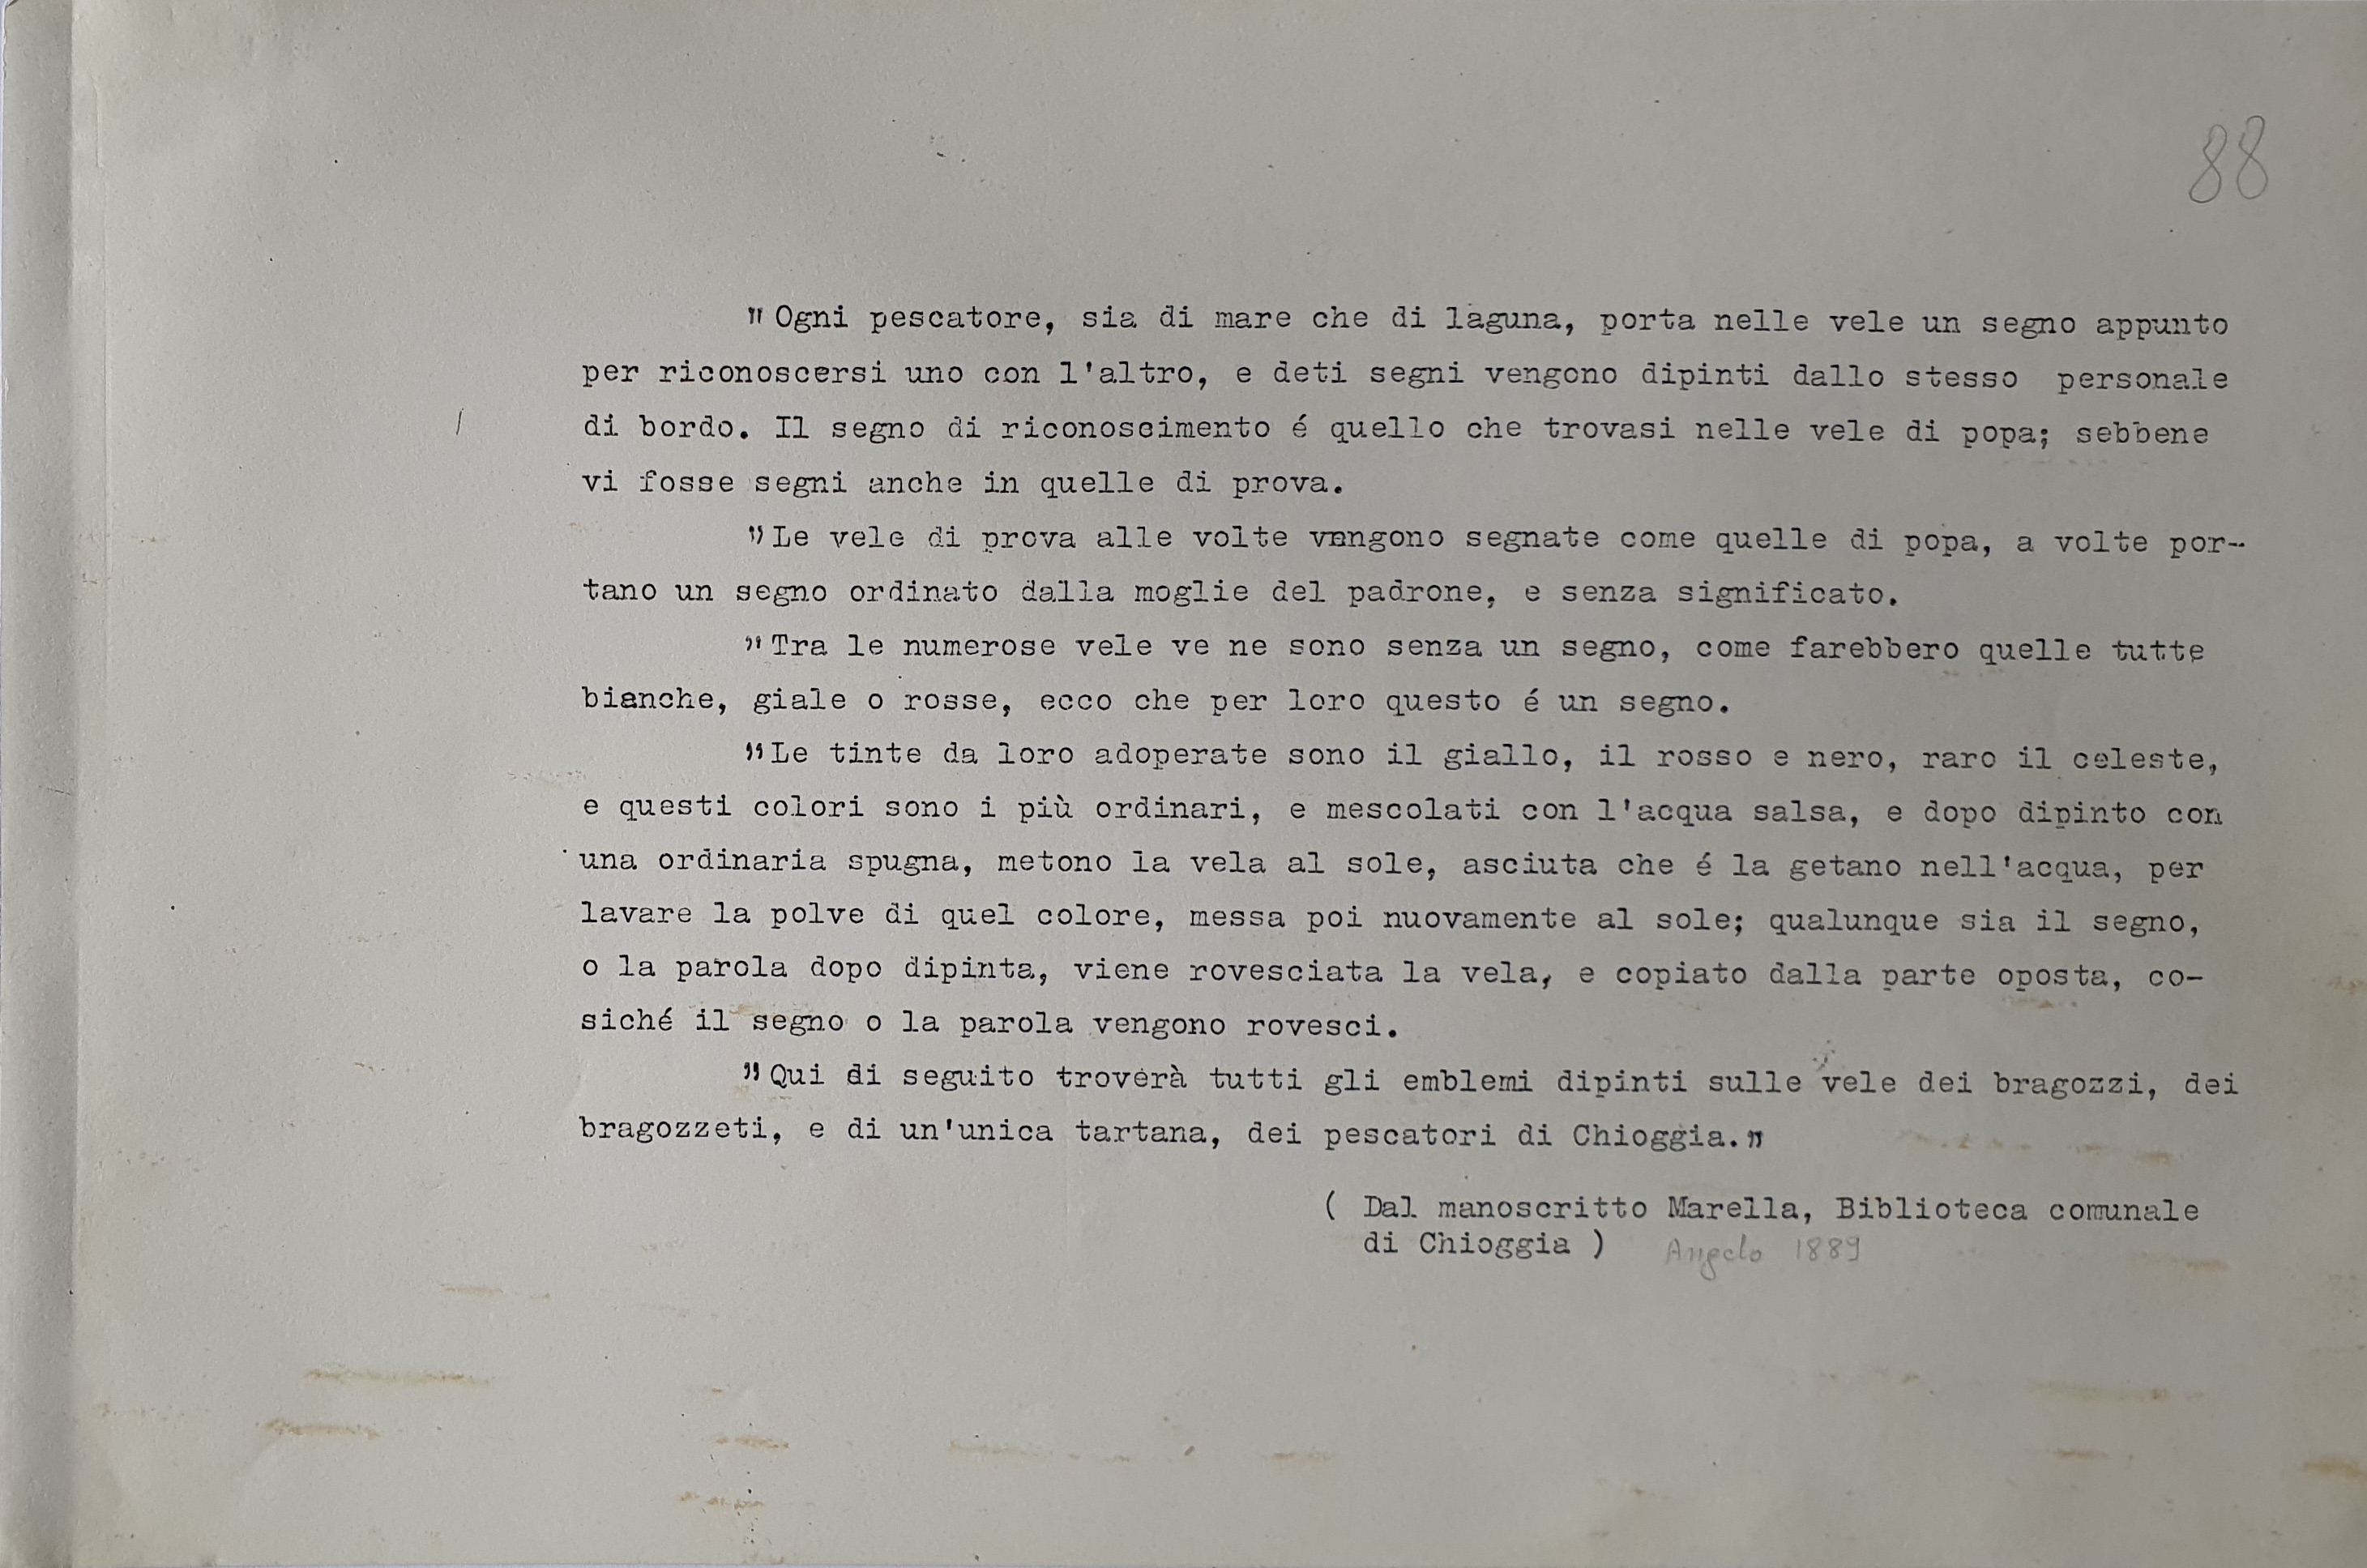 88
" Ogni pescatore, sia di mare che di laguna, porta nelle vele un segno appunto
per riconoscersi uno con l'altro, e deti segni vengono dipinti dallo stesso personale
di bordo. Il segno di riconoscimento é quello che trovasi nelle vele di popa; sebbene
vi fosse segni anche in quelle di prova.
" Le vele di prova alle volte vengono segnate come quelle di popa, a volte por-
tano un segno ordinato dalla moglie del padrone, e senza significato.
" Tra le numerose vele ve ne sono senza un segno, come farebbero quelle tutte
bianche, giale o rosse, ecco che per loro questo é un segno.
" Le tinte da loro adoperate sono il giallo, il rosso e nero, raro il celeste,
e questi colori sono i più ordinari, e mescolati con l'acqua salsa, e dopo dipinto con
una ordinaria spugna, metono la vela al sole, asciuta che é la getano nell'acqua, per
lavare la polve di quel colore, messa poi nuovamente al sole; qualunque sia il segno,
o la parola dopo dipinta, viene rovesciata la vela, e copiato dalla parte oposta, co-
siché il segno o la parola vengono rovesci.
" Qui di seguito troverà tutti gli emblemi dipinti sulle vele dei bragozzi, dei
bragozzeti, e di un'unica tartana, dei pescatori di Chioggia."
( Dal manoscritto Marella, Biblioteca comunale
di Chioggia ) Angelo 1889